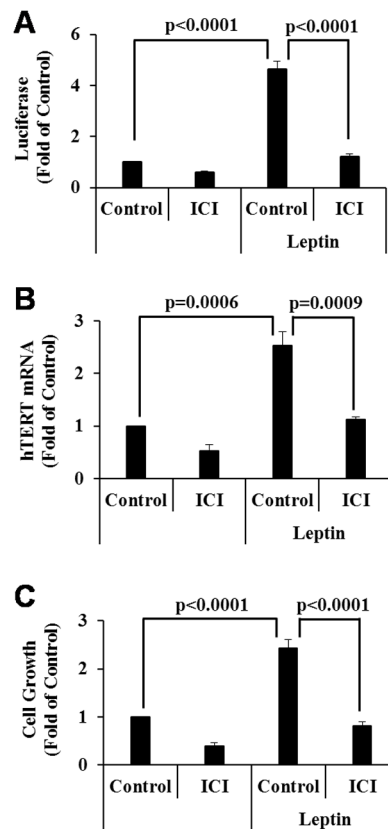 A
p<0.0001 p<0.0001
Luciferase
(Fold of Control)
6
4
2
0
Control ICI Control ICI
Leptin
B
p=0.0006 p=0.0009
hTERT mRNA
(Fold of Control)
3
2
1
0
Control ICI Control ICI
Leptin
C
p<0.0001 p<0.0001
Cell Growth
(Fold of Control)
3
2
1
0
Control ICI Control ICI
Leptin